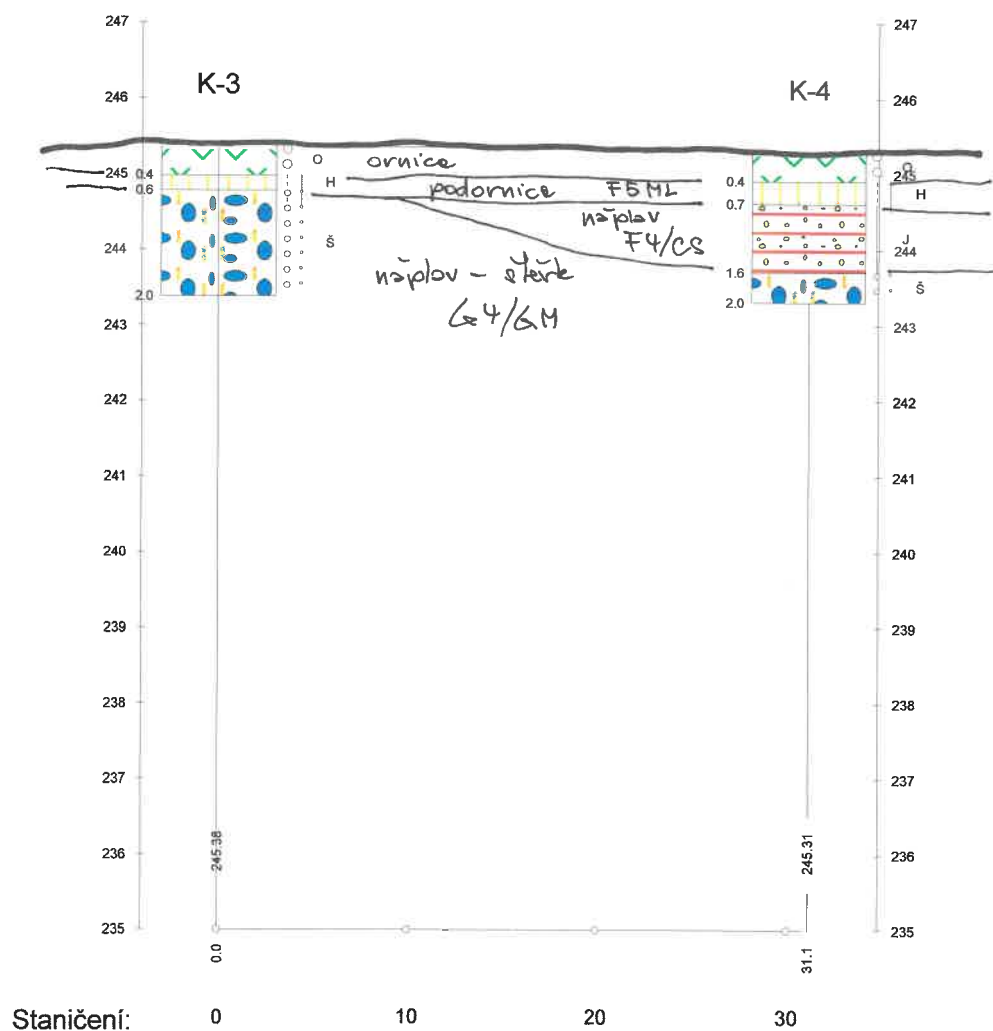 247 247
K-3 K-4
246 246
O ornice O
245 245
0.4 H podornice F5 ML 0.4 H
0.6 0.7
náplav
F4/CS
244 Š J 244
náplav - štěrk
1.6
2.0 Š
2.0
G4/GM
243 243
242 242
241 241
240 240
239 239
238 238
237 237
236 245.38 245.31 236
235 235
0.0 31.1
Staničení: 0 10 20 30